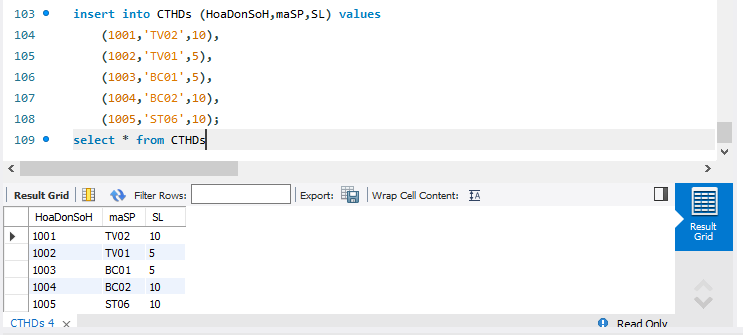 103 insert into CTHDs (HoaDonSoH,maSP,SL) values
104 (1001,'TV02',10),
105 (1002,'TV01',5),
106 (1003,'BC01',5),
107 (1004,'BC02',10),
108 (1005,'ST06',10);
109 select * from CTHDs
Result Grid Filter Rows: Export: Wrap Cell Content: IA
HoaDonSoH maSP SL
1001 TV02 10
1002 TV01 5
1003 BC01 5
1004 BC02 10
1005 ST06 10
Result
Grid
CTHDs 4 Read Only